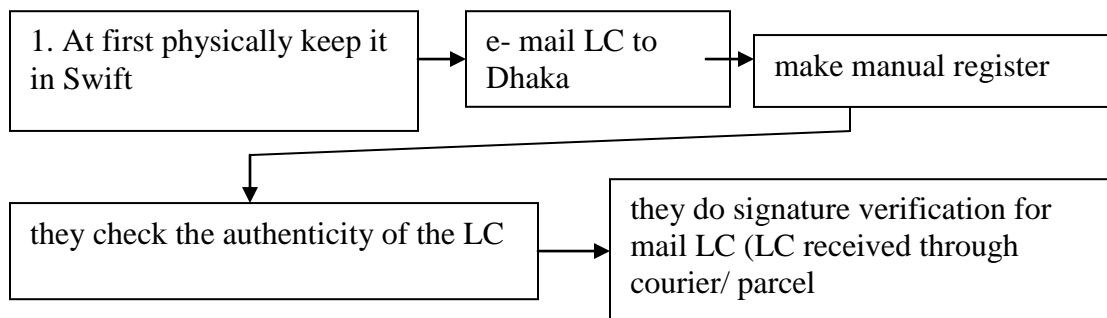 1. At first physically keep it
in Swift
e- mail LC to
Dhaka
make manual register
they check the authenticity of the LC
they do signature verification for
mail LC (LC received through
courier/ parcel